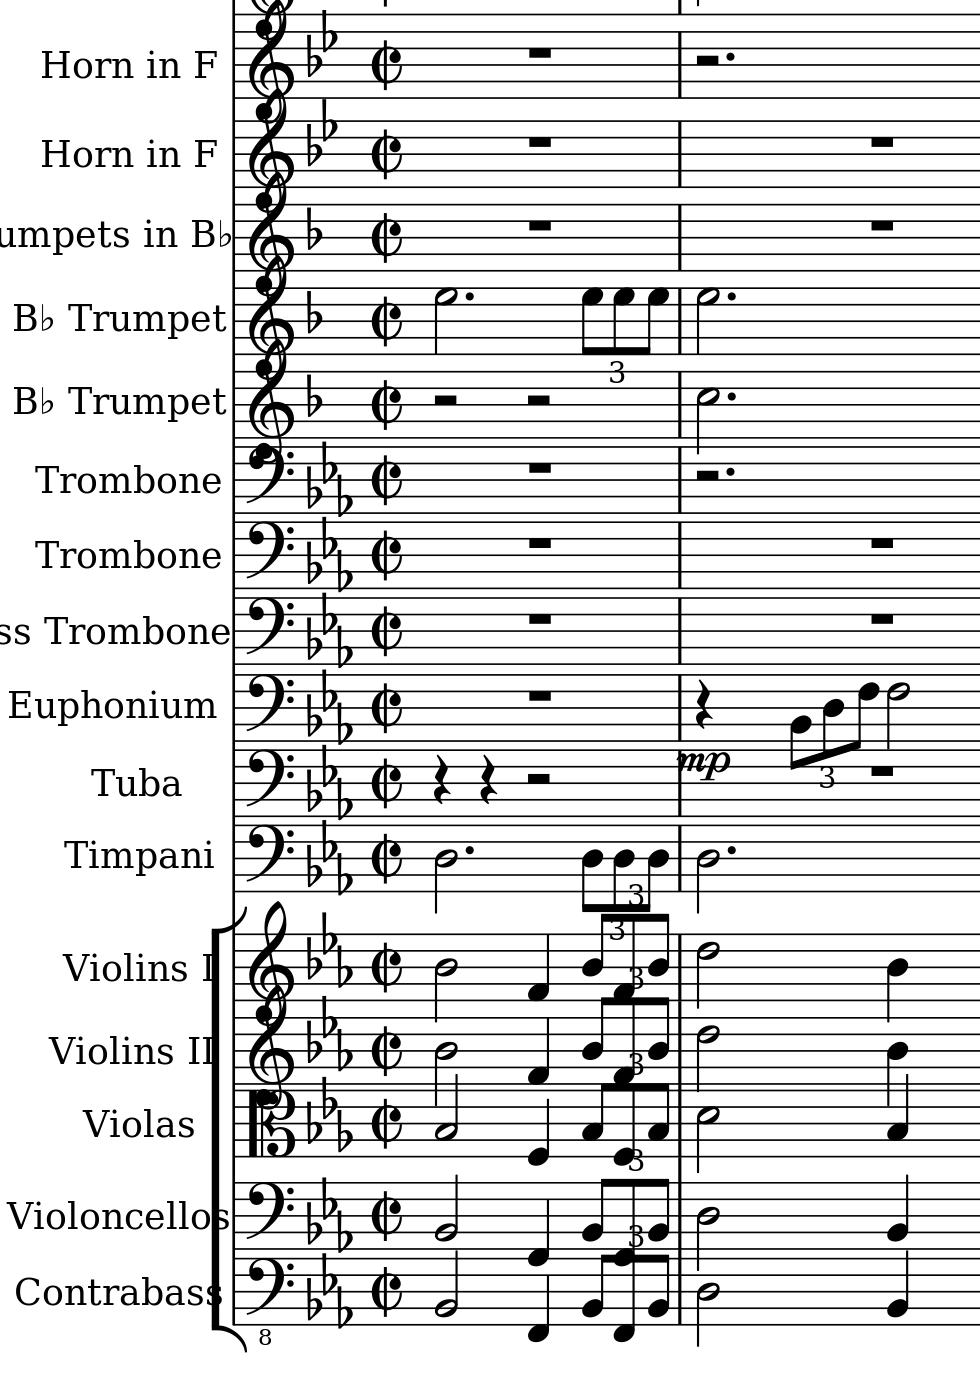 Horn in F
Horn in F
umpets in B♭
B♭ Trumpet
3
B♭ Trumpet
Trombone
Trombone
ss Trombone
Euphonium
mp
3
Tuba
Timpani
3
3
Violins I
3
Violins II
3
Violas
3
Violoncellos
3
Contrabass
8